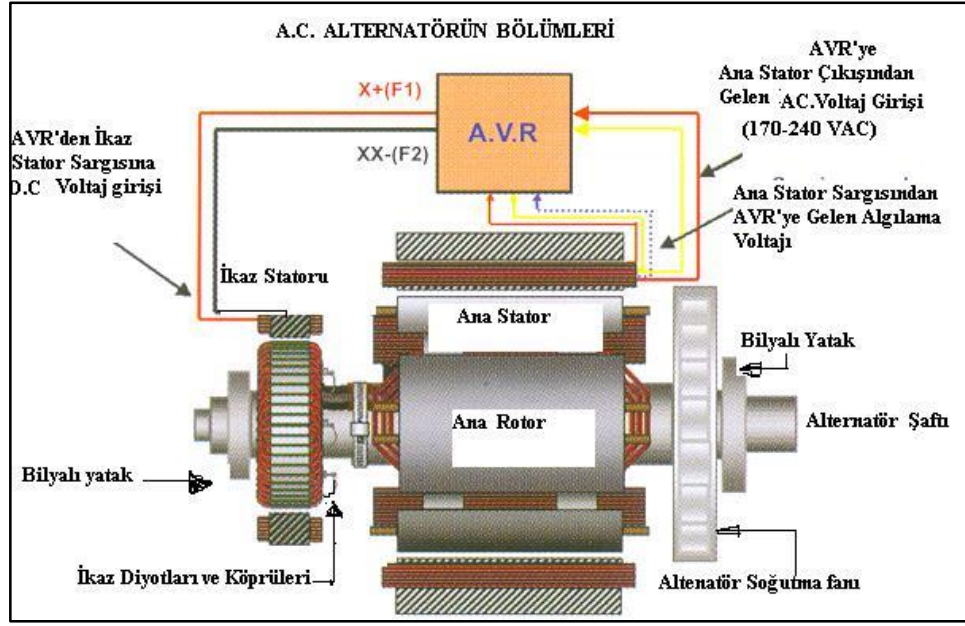 A.C. ALTERNATÖRÜN BÖLÜMLERİ
AVR'ye
Ana Stator Çıkışından
Gelen AC.Voltaj Girişi
(170-240 VAC)
X+(F1)
A.V.R
XX-(F2)
AVR'den İkaz
Stator Sargısına
D.C Voltaj girişi
Ana Stator Sargısından
AVR'ye Gelen Algılama
Voltajı
İkaz Statoru
Ana Stator
Bilyalı Yatak
Ana Rotor
Alternatör Şaftı
Bilyalı yatak
İkaz Diyotları ve Köprüleri
Altenatör Soğutma fanı